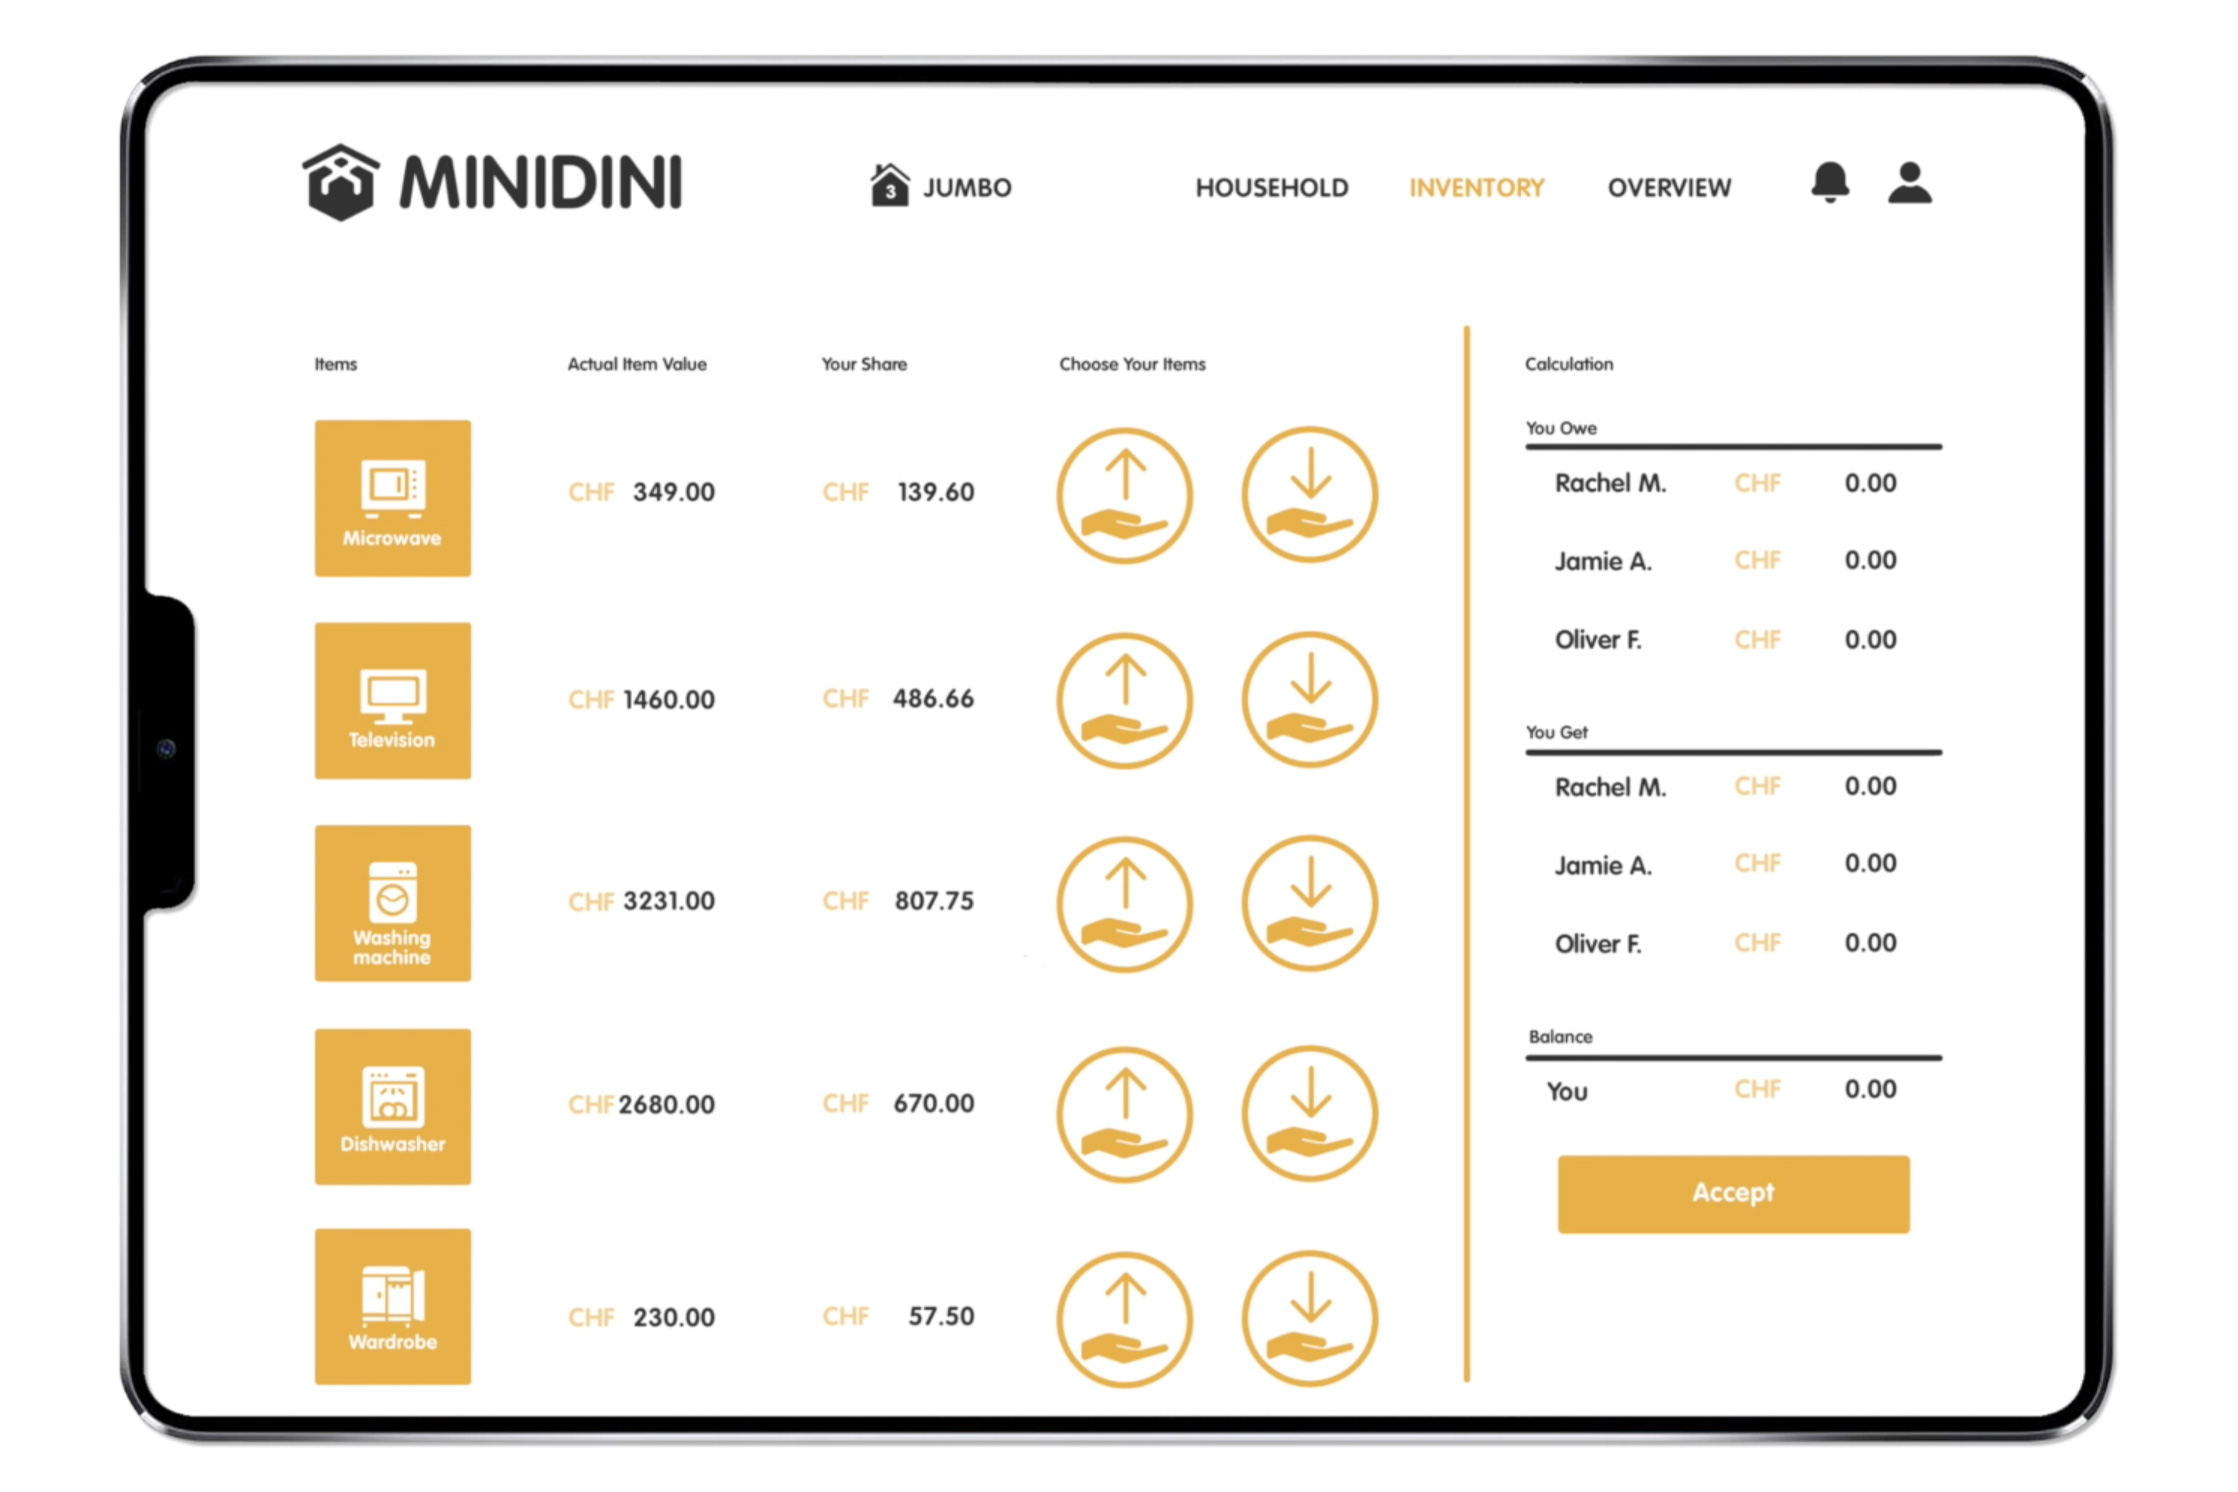 MINIDINI
3 JUMBO
HOUSEHOLD INVENTORY OVERVIEW
Items Actual Item Value Your Share Choose Your Items
Microwave CHF 349.00 CHF 139.60
Television CHF 1460.00 CHF 486.66
Washing
machine CHF 3231.00 CHF 807.75
Dishwasher CHF 2680.00 CHF 670.00
Wardrobe CHF 230.00 CHF 57.50
Calculation
You Owe
Rachel M. CHF 0.00
Jamie A. CHF 0.00
Oliver F. CHF 0.00
You Get
Rachel M. CHF 0.00
Jamie A. CHF 0.00
Oliver F. CHF 0.00
Balance
You CHF 0.00
Accept